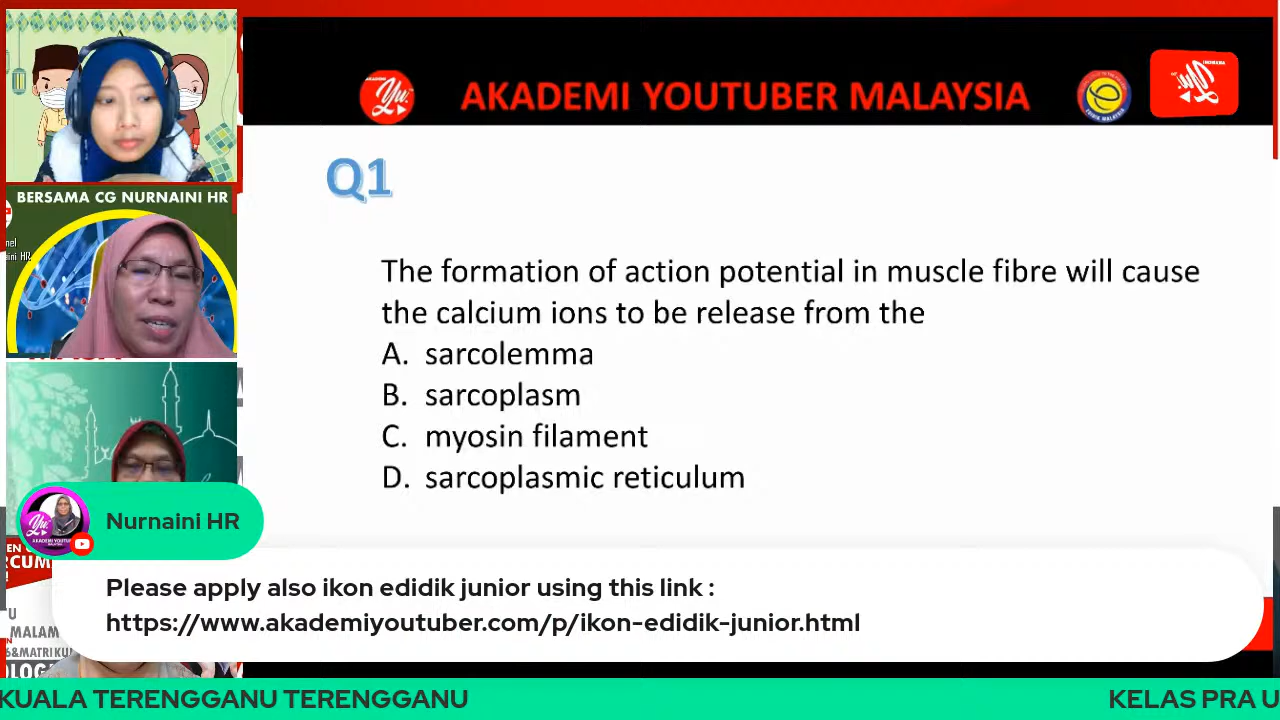 AKADEMI YOUTUBER MALAYSIA
BERSAMA CG NURNAINI HR
Q1
The formation of action potential in muscle fibre will cause
the calcium ions to be release from the
A. sarcolemma
B. sarcoplasm
C. myosin filament
D. sarcoplasmic reticulum
Nurnaini HR
Please apply also ikon edidik junior using this link :
https://www.akademiyoutuber.com/p/ikon-edidik-junior.html
MALAM
KUALA TERENGGANU TERENGGANU
KELAS PRA U